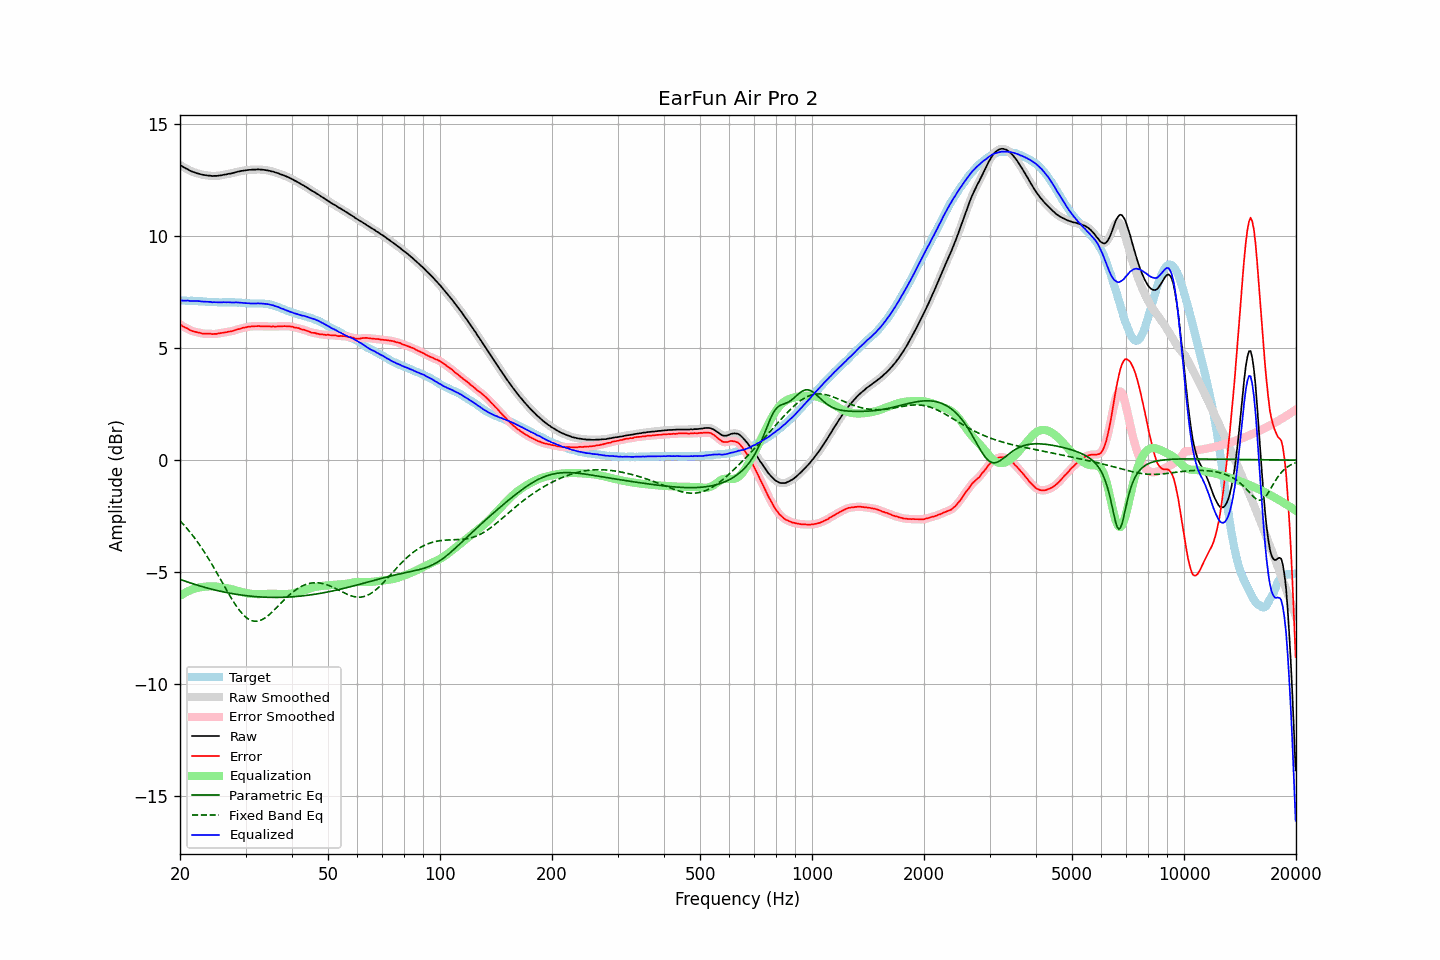 EarFun Air Pro 2
Amplitude (dBr)
15
10
5
0
−5
−10
−15
Target
Raw Smoothed
Error Smoothed
Raw
Error
Equalization
Parametric Eq
Fixed Band Eq
Equalized
20 50 100 200 500 1000 2000 5000 10000 20000
Frequency (Hz)